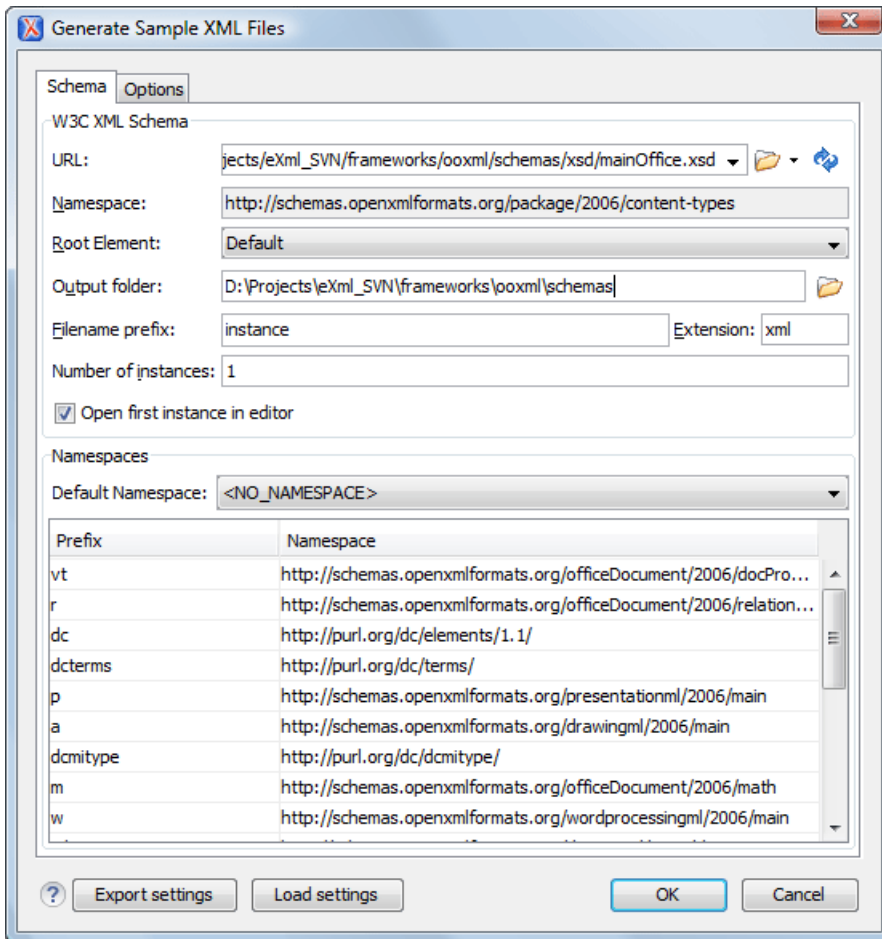 Generate Sample XML Files
Schema Options
W3C XML Schema
URL: jects/eXml_SVN/frameworks/ooxml/schemas/xsd/mainOffice.xsd
Namespace: http://schemas.openxmlformats.org/package/2006/content-types
Root Element: Default
Output folder: D:\Projects\eXml_SVN\frameworks\ooxml\schemas
Filename prefix: instance Extension: xml
Number of instances: 1
Open first instance in editor
Namespaces
Default Namespace: <NO_NAMESPACE>
Prefix Namespace
vt http://schemas.openxmlformats.org/officeDocument/2006/docPro...
r http://schemas.openxmlformats.org/officeDocument/2006/relation...
dc http://purl.org/dc/elements/1.1/
dcterms http://purl.org/dc/terms/
p http://schemas.openxmlformats.org/presentationml/2006/main
a http://schemas.openxmlformats.org/drawingml/2006/main
dcmitype http://purl.org/dc/dcmitype/
m http://schemas.openxmlformats.org/officeDocument/2006/math
w http://schemas.openxmlformats.org/wordprocessingml/2006/main
? Export settings Load settings OK Cancel